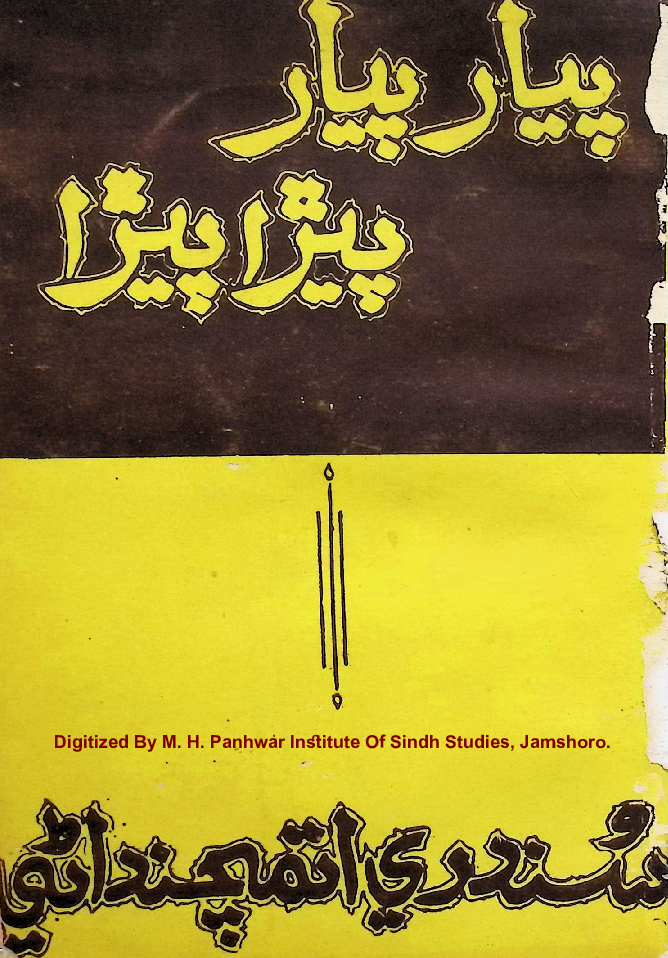 پيار پيار
پيڙا پيڙا
Digitized By M. H. Panhwar Institute Of Sindh Studies, Jamshoro.
سُندري اتمچنداڻي